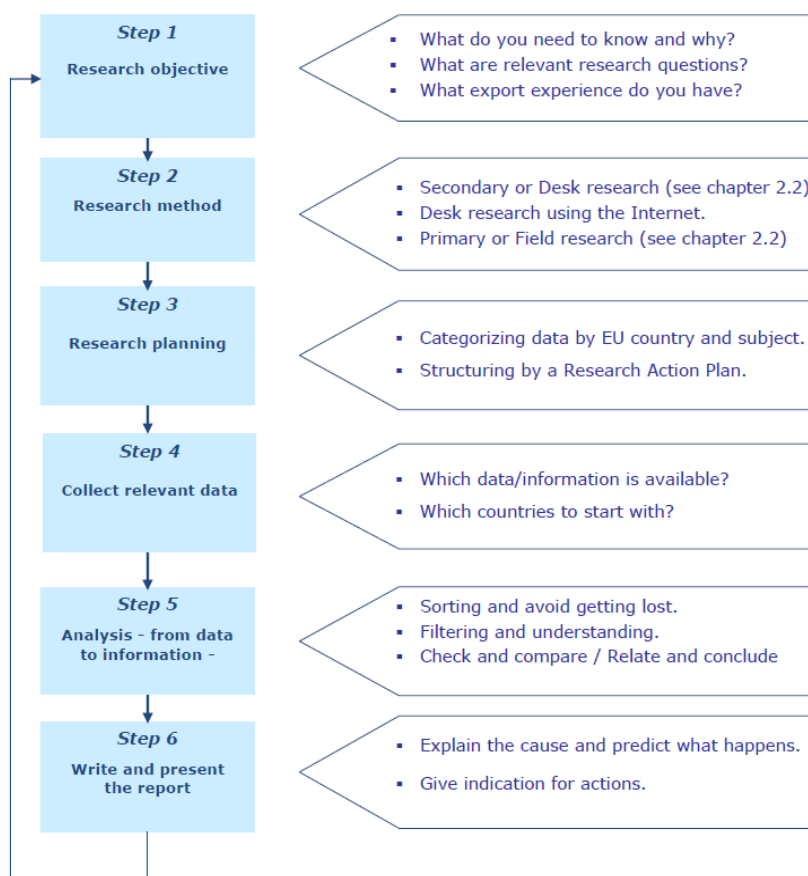 Step 1
Research objective
▪ What do you need to know and why?
▪ What are relevant research questions?
▪ What export experience do you have?
Step 2
Research method
▪ Secondary or Desk research (see chapter 2.2)
▪ Desk research using the Internet.
▪ Primary or Field research (see chapter 2.2)
Step 3
Research planning
▪ Categorizing data by EU country and subject.
▪ Structuring by a Research Action Plan.
Step 4
Collect relevant data
▪ Which data/information is available?
▪ Which countries to start with?
Step 5
Analysis - from data
to information -
▪ Sorting and avoid getting lost.
▪ Filtering and understanding.
▪ Check and compare / Relate and conclude
Step 6
Write and present
the report
▪ Explain the cause and predict what happens.
▪ Give indication for actions.